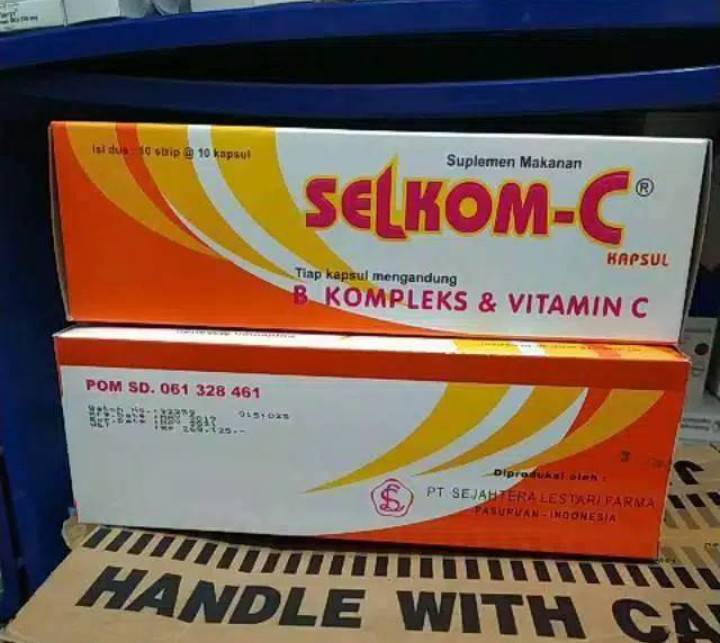 Isi dus : 10 strip @ 10 kapsul
Suplemen Makanan
SELKOM-C®
KAPSUL
Tiap kapsul mengandung
B KOMPLEKS & VITAMIN C
POM SD. 061 328 461
Diproduksi oleh :
PT. SEJAHTERA LESTARI FARMA
PASURUAN - INDONESIA
HANDLE WITH CA